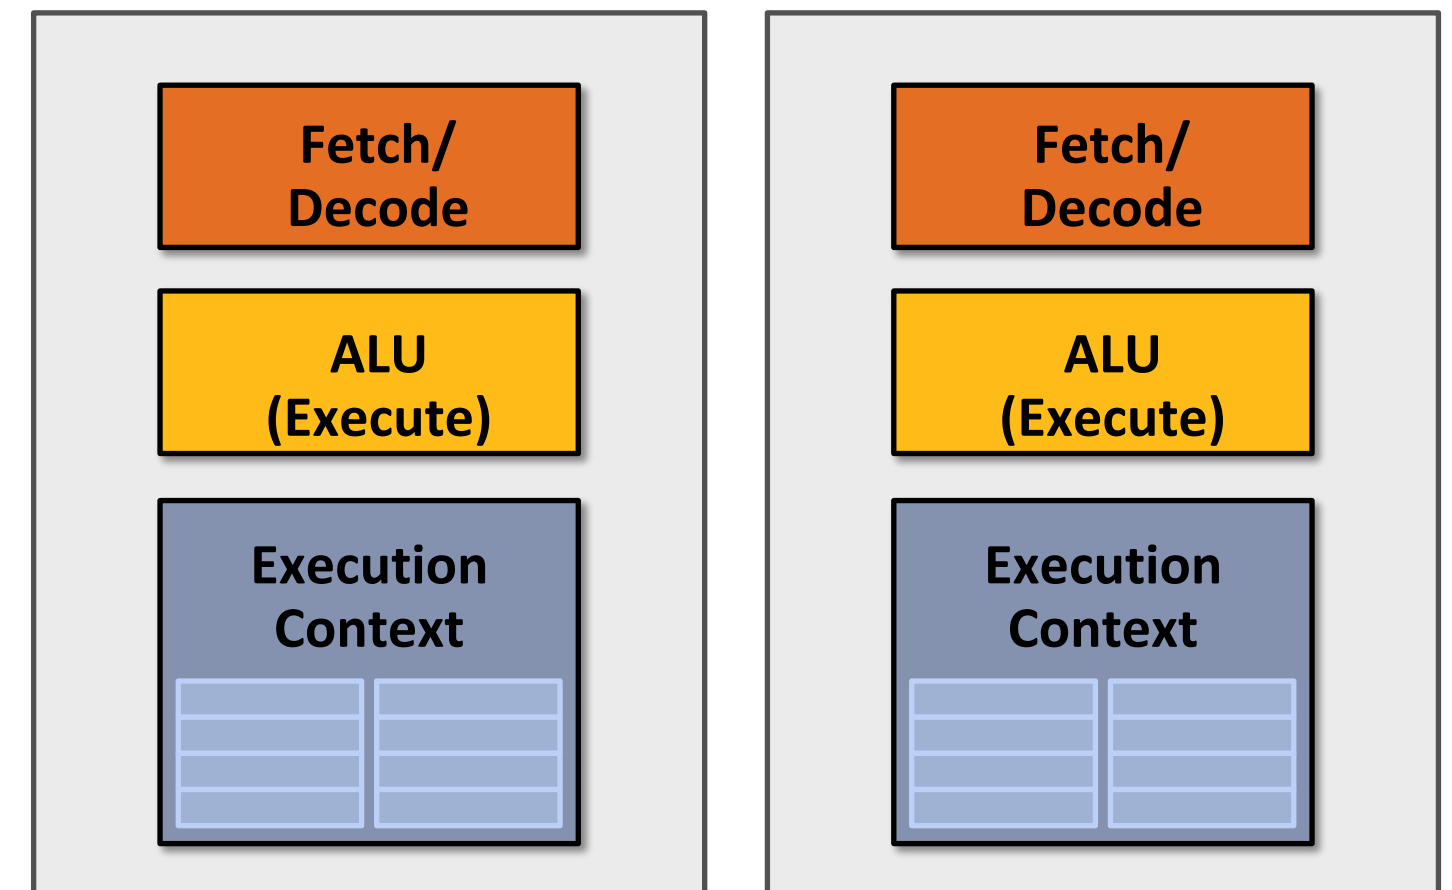 Fetch/
Decode
ALU
(Execute)
Execution
Context
Fetch/
Decode
ALU
(Execute)
Execution
Context